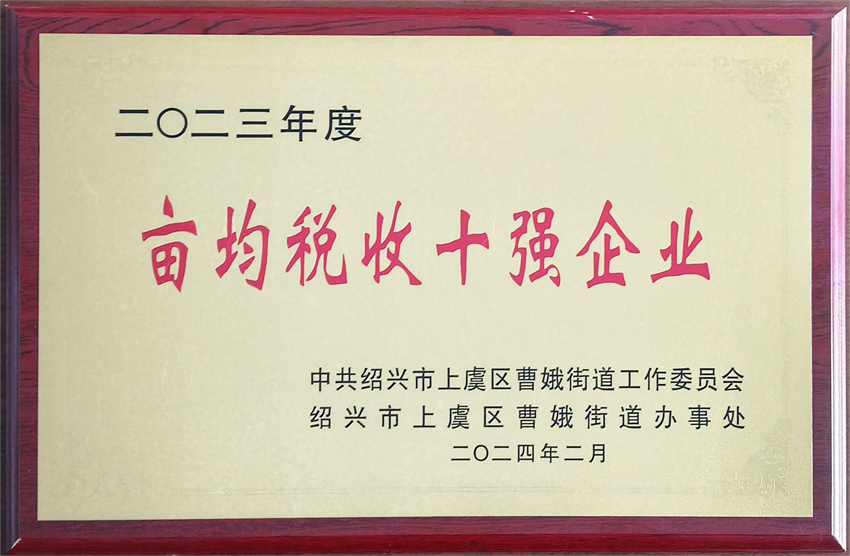 二〇二三年度
亩均税收十强企业
中共绍兴市上虞区曹娥街道工作委员会
绍兴市上虞区曹娥街道办事处
二〇二四年二月